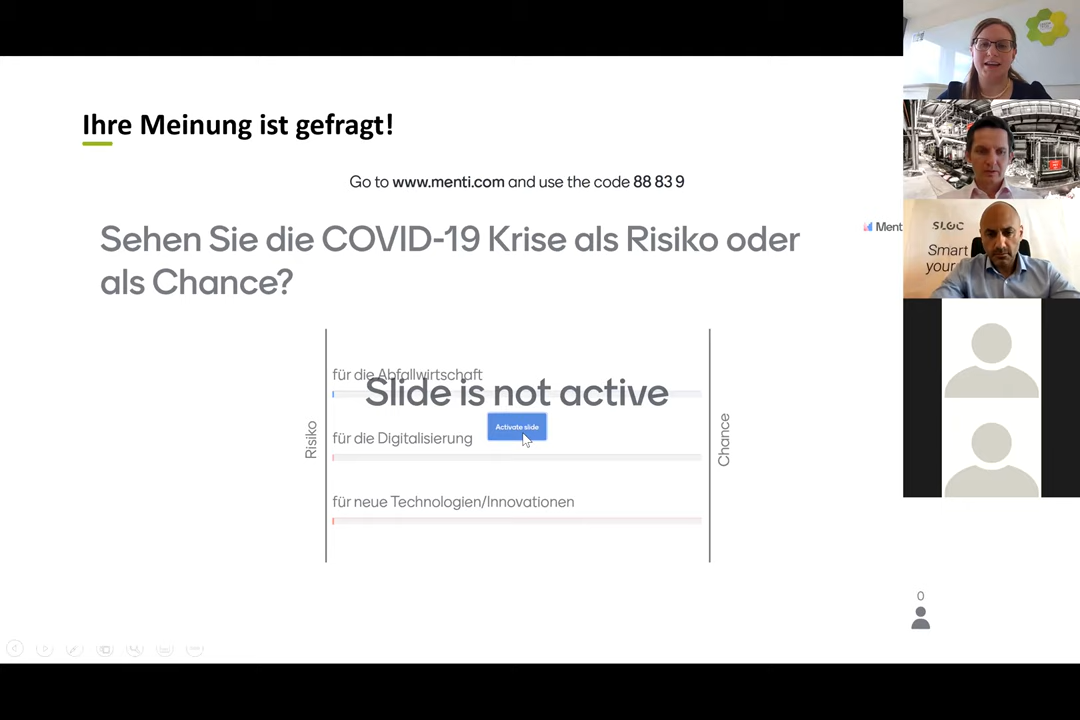 Ihre Meinung ist gefragt!
Go to www.menti.com and use the code 88 83 9
Sehen Sie die COVID-19 Krise als Risiko oder
als Chance?
Ment
SLOC
Smart
your
für die Abfallwirtschaft
Slide is not active
Activate slide
für die Digitalisierung
für neue Technologien/Innovationen
Risiko
Chance
0